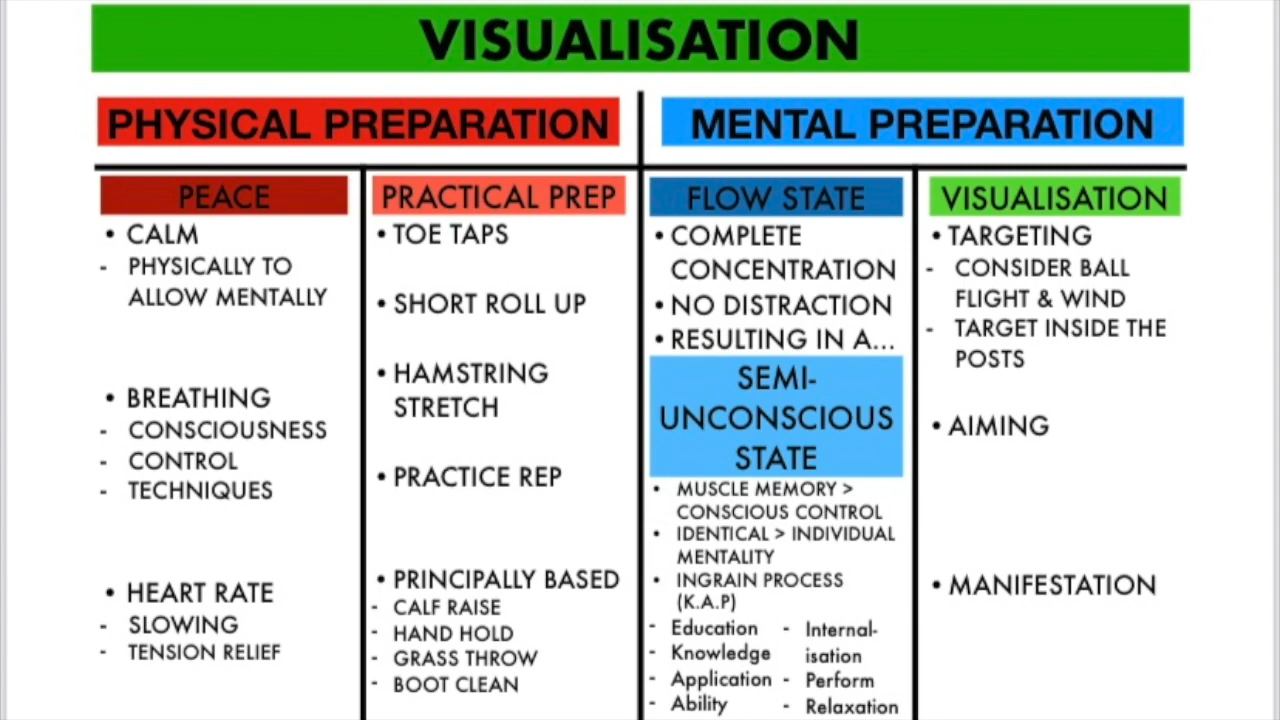 VISUALISATION
PHYSICAL PREPARATION
MENTAL PREPARATION
PEACE
• CALM
- PHYSICALLY TO
ALLOW MENTALLY
• BREATHING
- CONSCIOUSNESS
- CONTROL
- TECHNIQUES
• HEART RATE
- SLOWING
- TENSION RELIEF
PRACTICAL PREP
• TOE TAPS
• SHORT ROLL UP
• HAMSTRING
STRETCH
• PRACTICE REP
• PRINCIPALLY BASED
- CALF RAISE
- HAND HOLD
- GRASS THROW
- BOOT CLEAN
FLOW STATE
• COMPLETE
CONCENTRATION
• NO DISTRACTION
• RESULTING IN A...
SEMI-
UNCONSCIOUS
STATE
• MUSCLE MEMORY >
CONSCIOUS CONTROL
• IDENTICAL > INDIVIDUAL
MENTALITY
• INGRAIN PROCESS
(K.A.P)
- Education
- Knowledge
- Application
- Ability
- Internal-
isation
- Perform
- Relaxation
VISUALISATION
• TARGETING
- CONSIDER BALL
FLIGHT & WIND
- TARGET INSIDE THE
POSTS
• AIMING
• MANIFESTATION